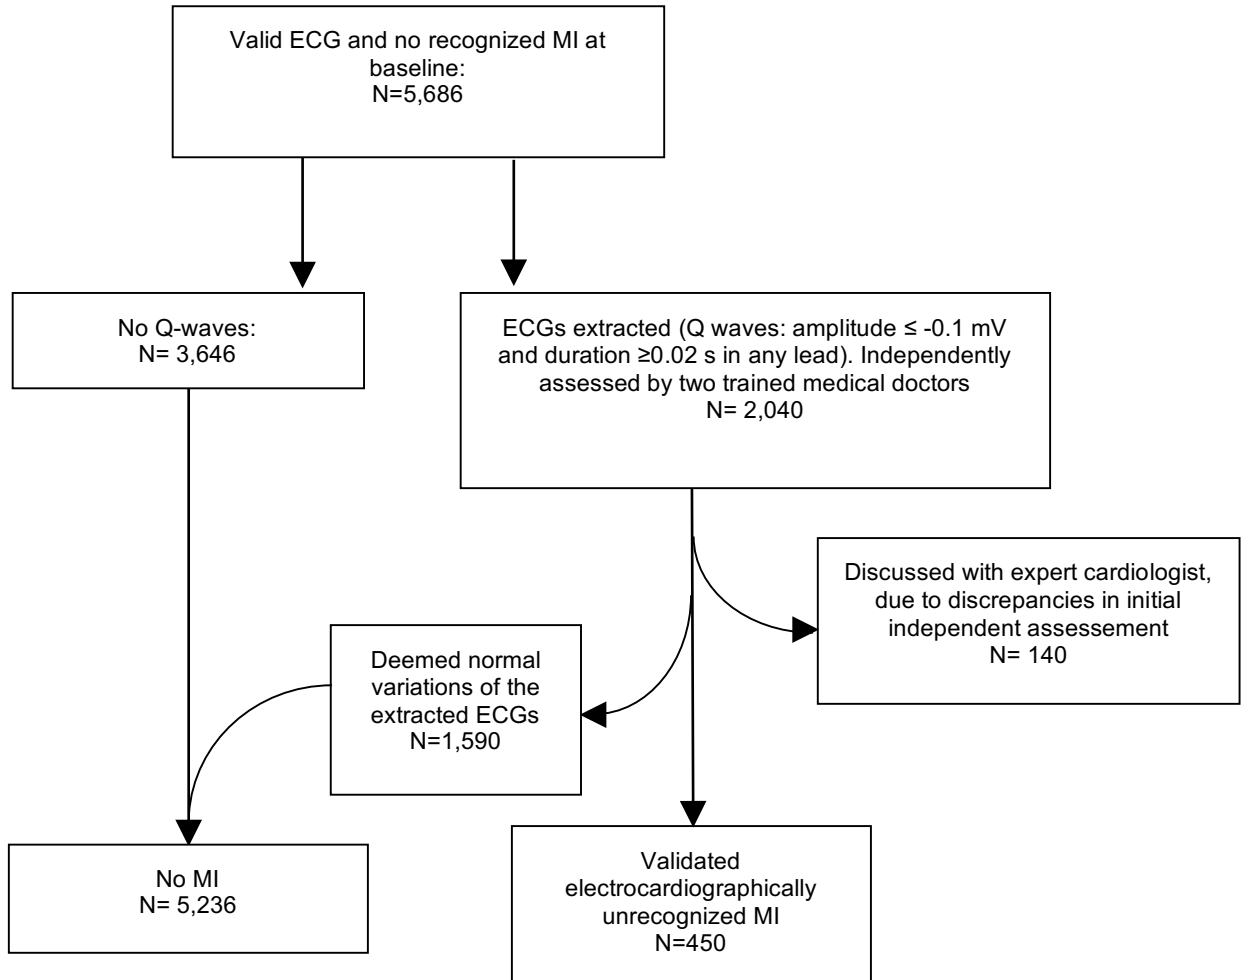 Valid ECG and no recognized MI at
baseline:
N=5,686
No Q-waves:
N= 3,646
ECGs extracted (Q waves: amplitude ≤ -0.1 mV
and duration ≥0.02 s in any lead). Independently
assessed by two trained medical doctors
N= 2,040
Discussed with expert cardiologist,
due to discrepancies in initial
independent assessement
N= 140
Deemed normal
variations of the
extracted ECGs
N=1,590
No MI
N= 5,236
Validated
electrocardiographically
unrecognized MI
N=450